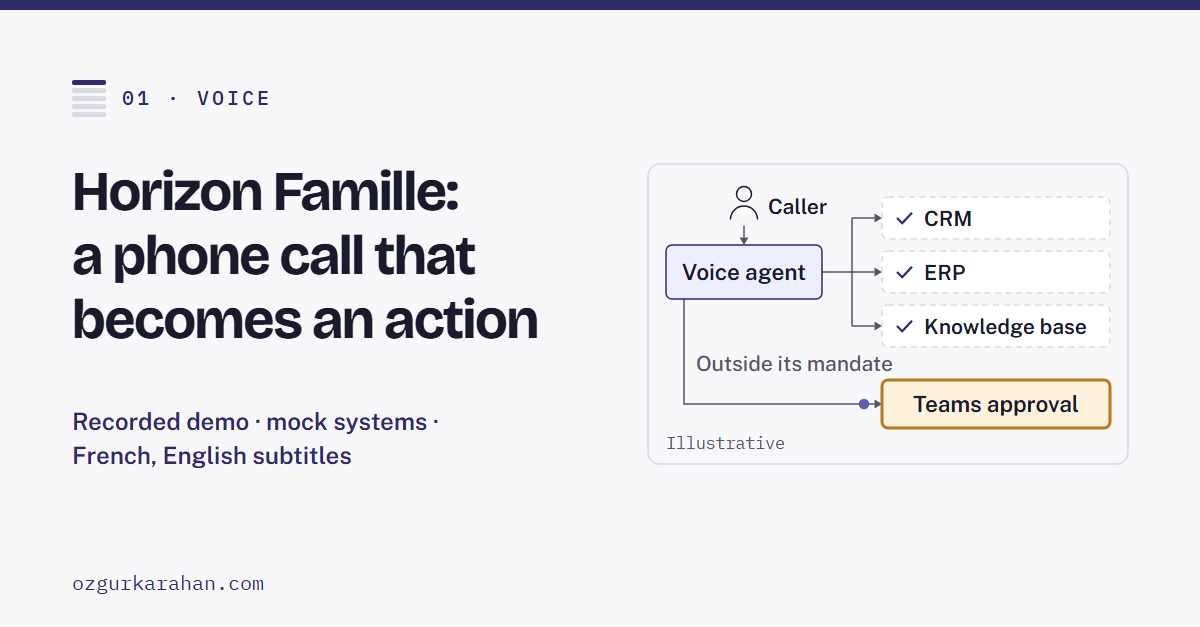 01 · VOICE
Horizon Famille:
a phone call that
becomes an action
Recorded demo · mock systems ·
French, English subtitles
ozgurkarahan.com
Caller
Voice agent
CRM
ERP
Knowledge base
Outside its mandate
Teams approval
Illustrative